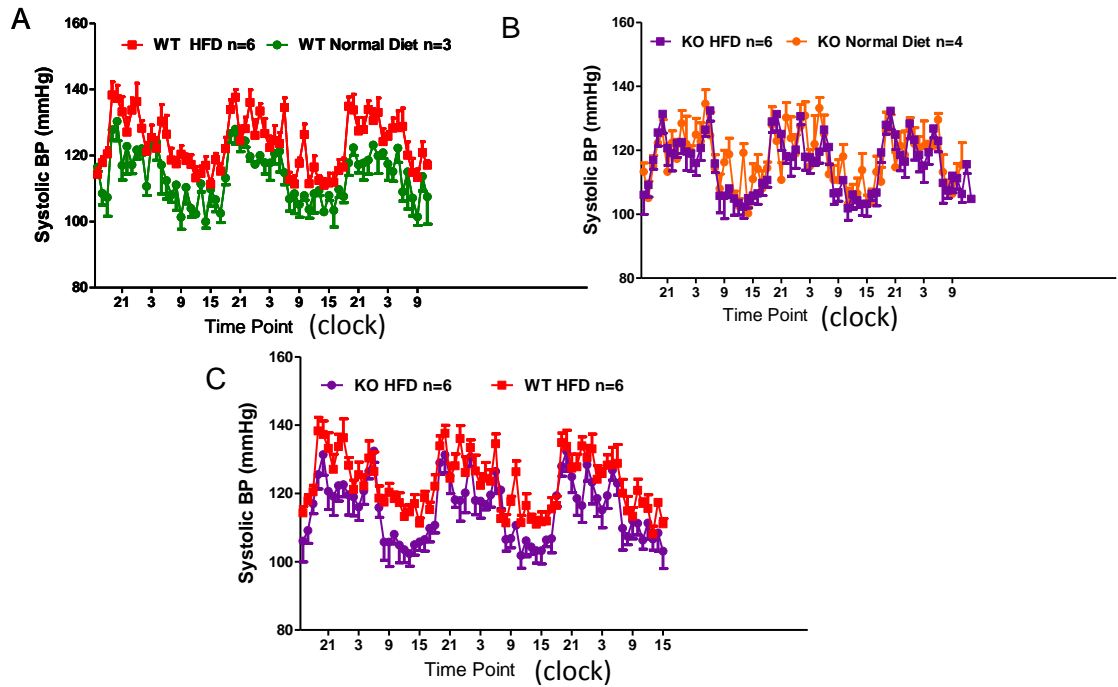 A
160
140
120
100
80
Systolic BP (mmHg)
WT HFD n=6
WT Normal Diet n=3
21 3 9 15 21 3 9 15 21 3 9
Time Point (clock)
B
160
140
120
100
80
Systolic BP (mmHg)
KO HFD n=6
KO Normal Diet n=4
21 3 9 15 21 3 9 15 21 3 9
Time Point (clock)
C
160
140
120
100
80
Systolic BP (mmHg)
KO HFD n=6
WT HFD n=6
21 3 9 15 21 3 9 15 21 3 9 15
Time Point (clock)